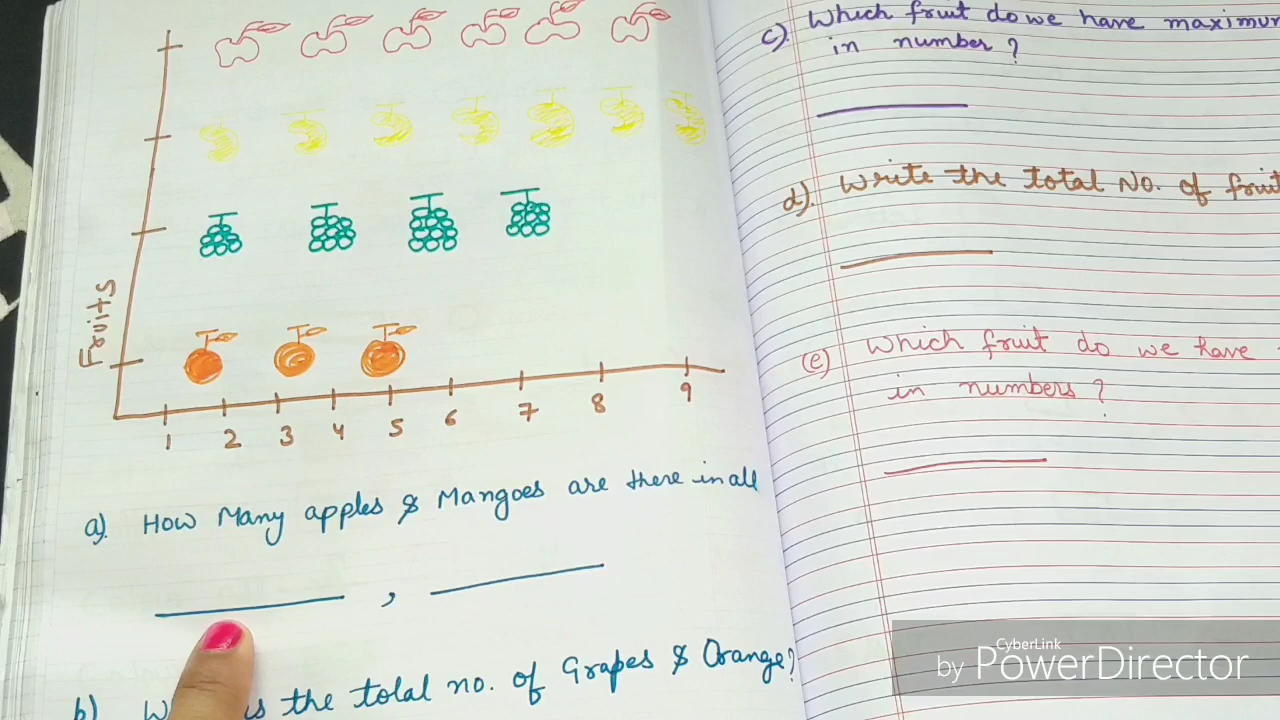 Fruits
1 2 3 4 5 6 7 8 9
a). How Many apples & Mangoes are there in all
,
b) is the total no. of Grapes & Orange?
c). Which fruit do we have
in number?
d). Write the total No. of
(e) Which fruit do we have
in numbers?
CyberLink
by PowerDirector